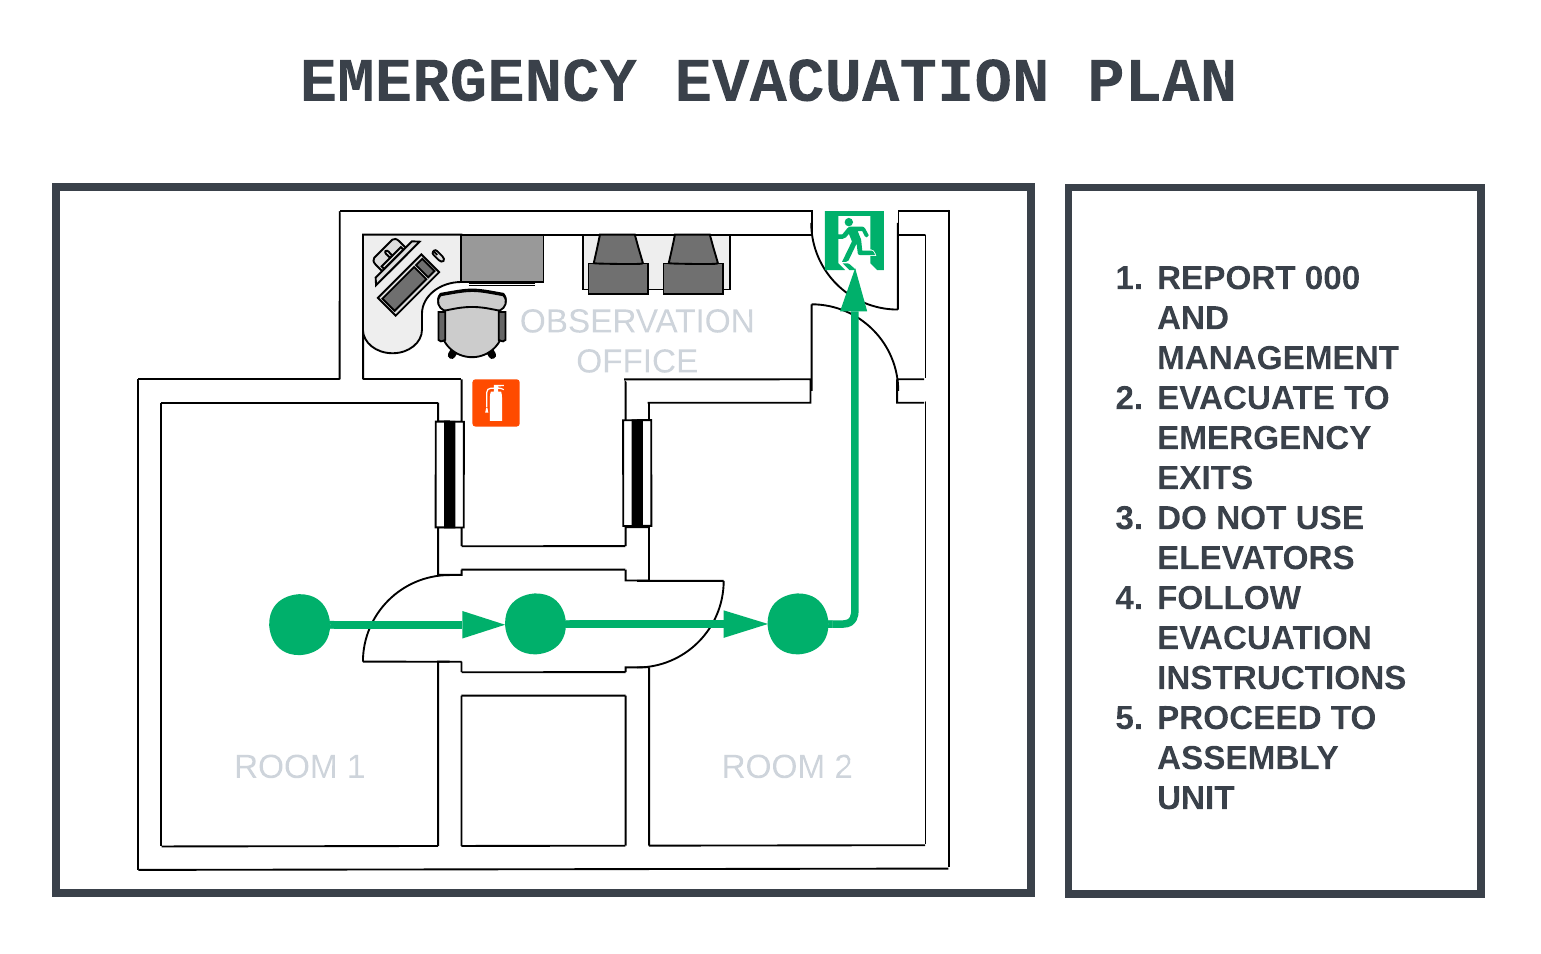 EMERGENCY EVACUATION PLAN
OBSERVATION
OFFICE
ROOM 1
ROOM 2
1. REPORT 000
AND
MANAGEMENT
2. EVACUATE TO
EMERGENCY
EXITS
3. DO NOT USE
ELEVATORS
4. FOLLOW
EVACUATION
INSTRUCTIONS
5. PROCEED TO
ASSEMBLY
UNIT